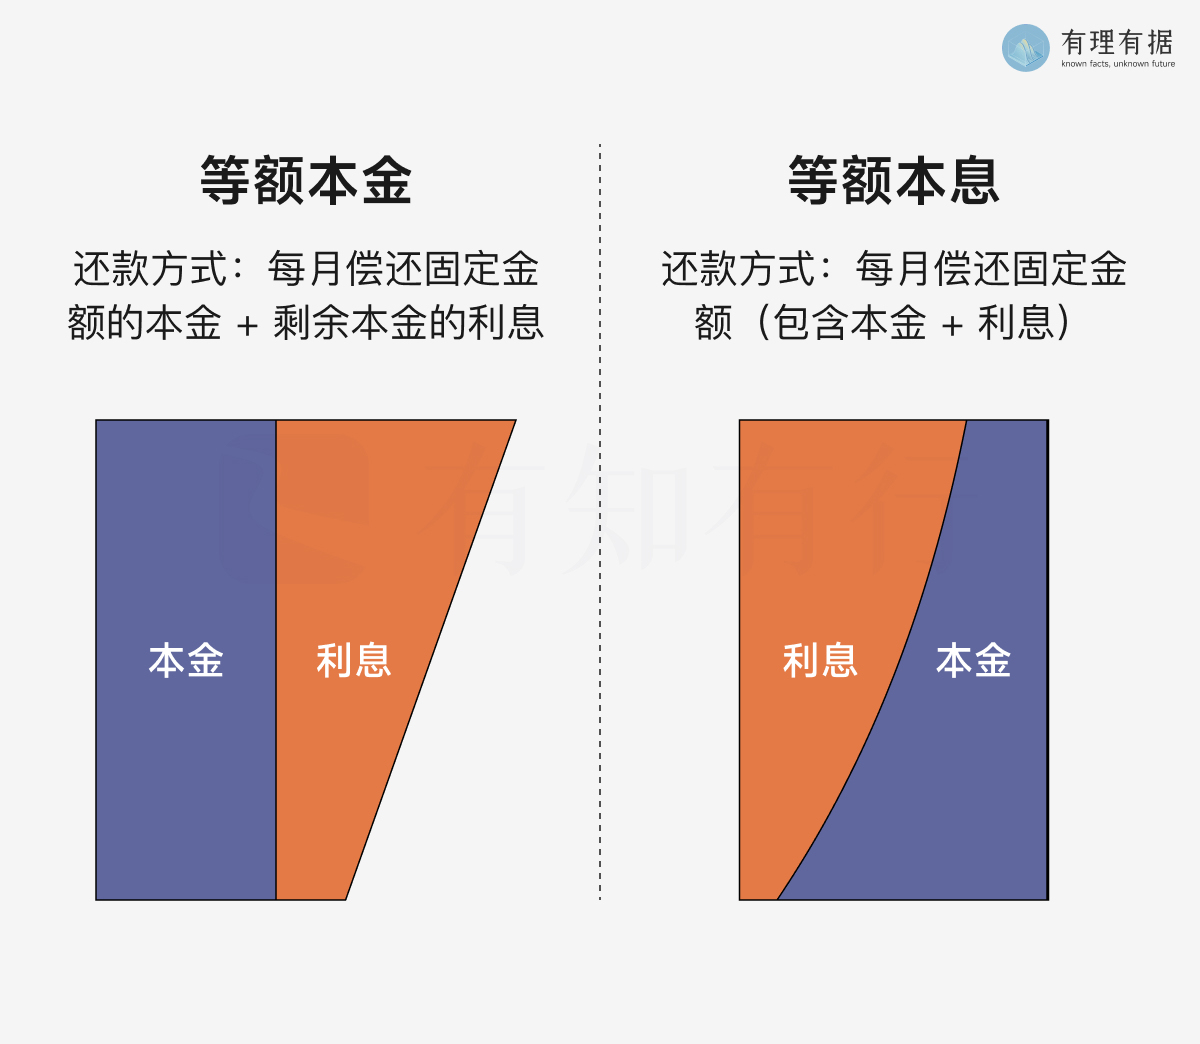 有理有据
known facts, unknown future
等额本金
还款方式：每月偿还固定金
额的本金 + 剩余本金的利息
等额本息
还款方式：每月偿还固定金
额（包含本金 + 利息）
有知有行
本金
利息
利息
本金